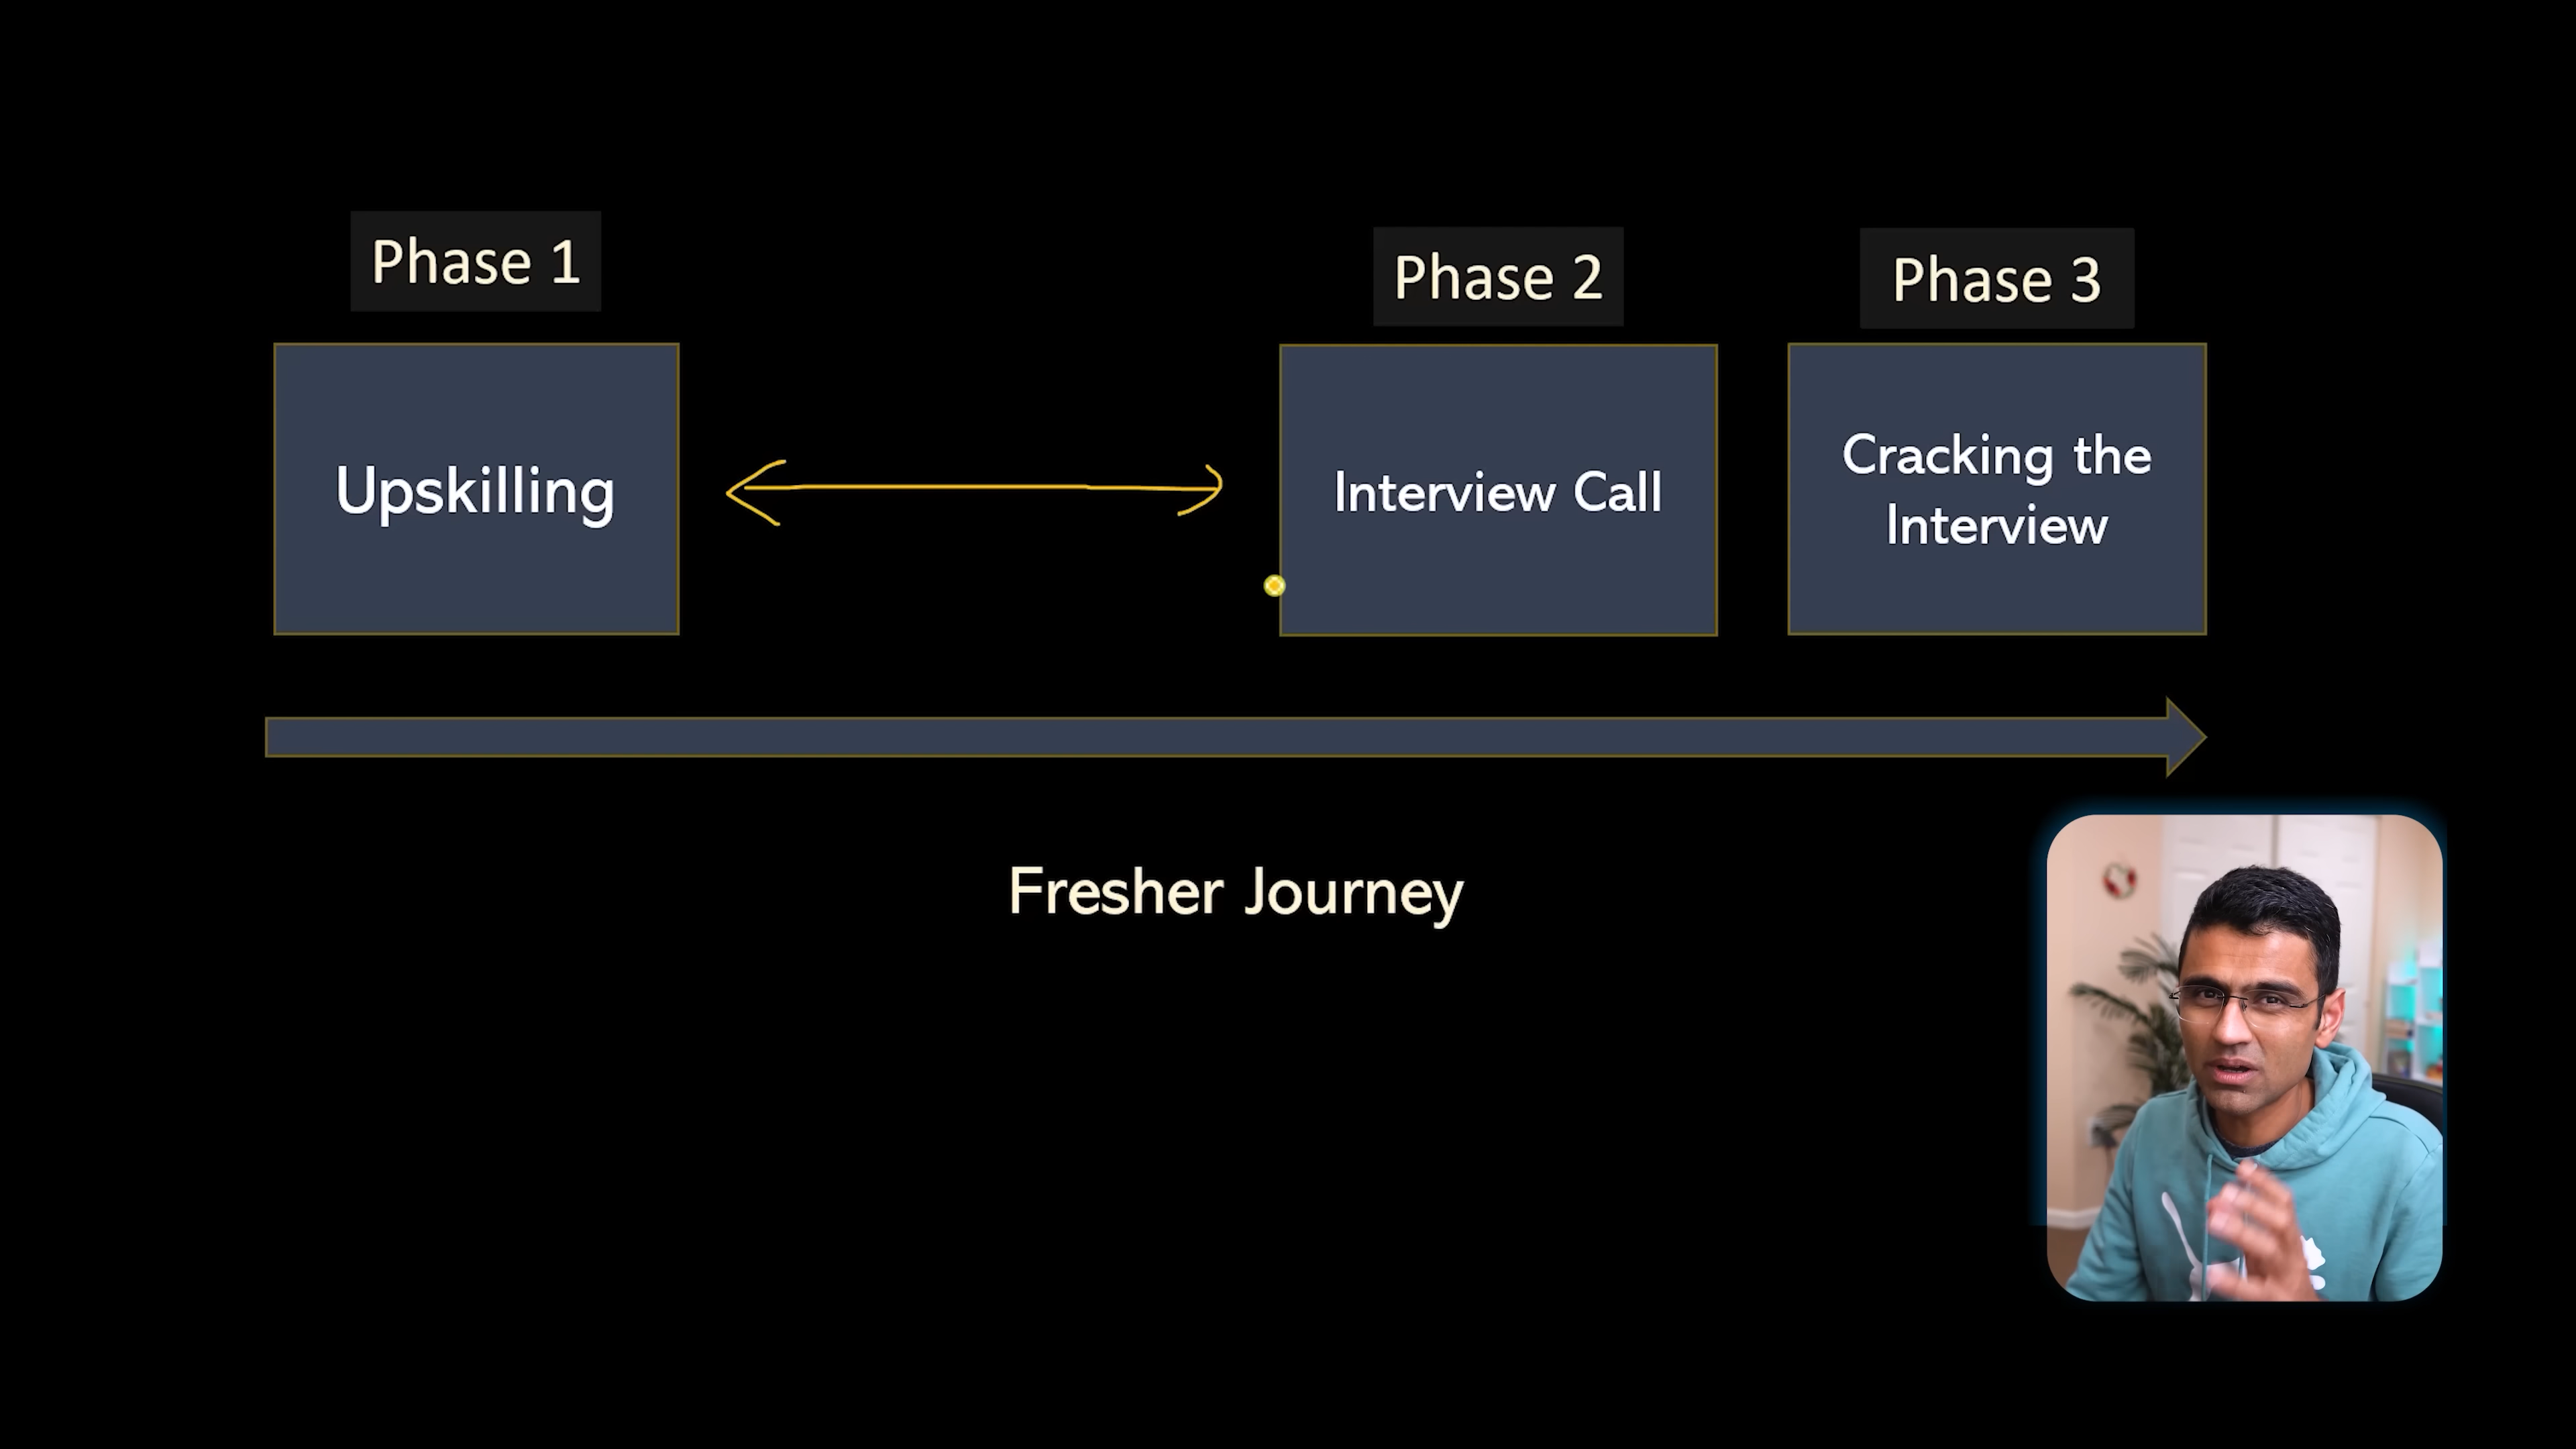 Phase 1
Phase 2
Phase 3
Upskilling
Interview Call
Cracking the
Interview
Fresher Journey